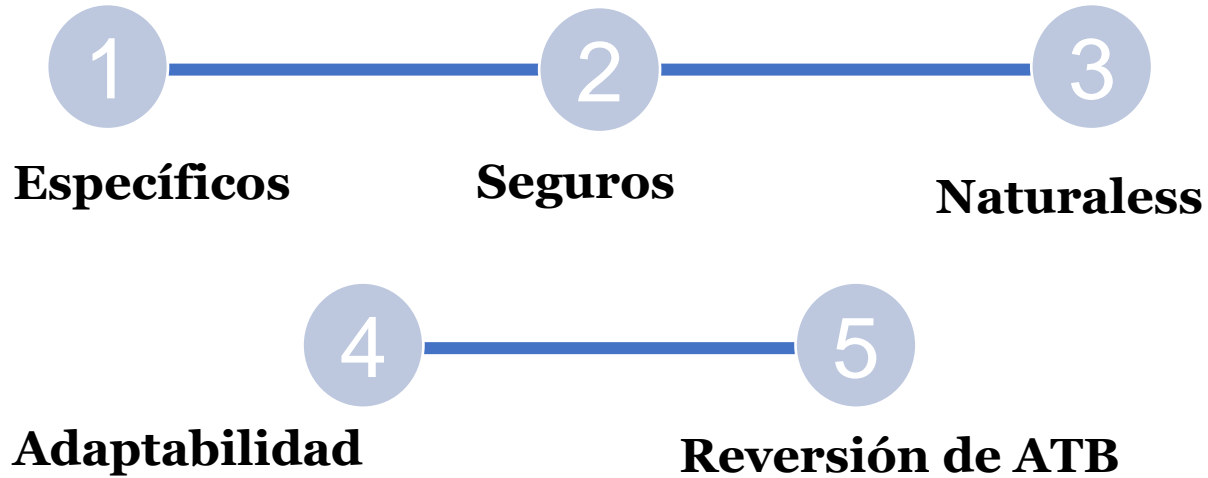 1
2
3
Específicos
Seguros
Naturaless
4
5
Adaptabilidad
Reversión de ATB